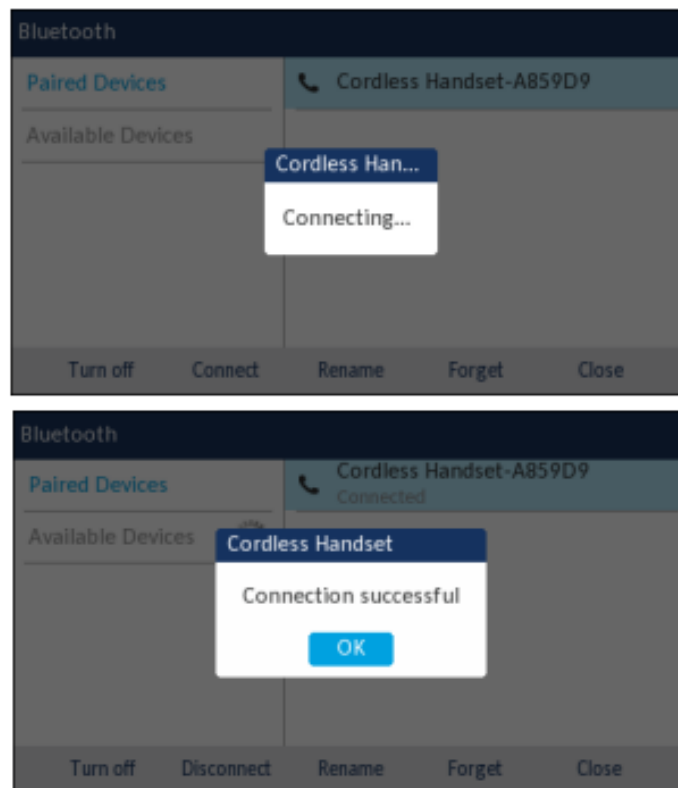 Bluetooth
Paired Devices
Cordless Handset-A859D9
Available Devices
Cordless Han...
Connecting...
Turn off Connect Rename Forget Close
Bluetooth
Paired Devices
Cordless Handset-A859D9
Connected
Available Devices
Cordless Handset
Connection successful
OK
Turn off Disconnect Rename Forget Close